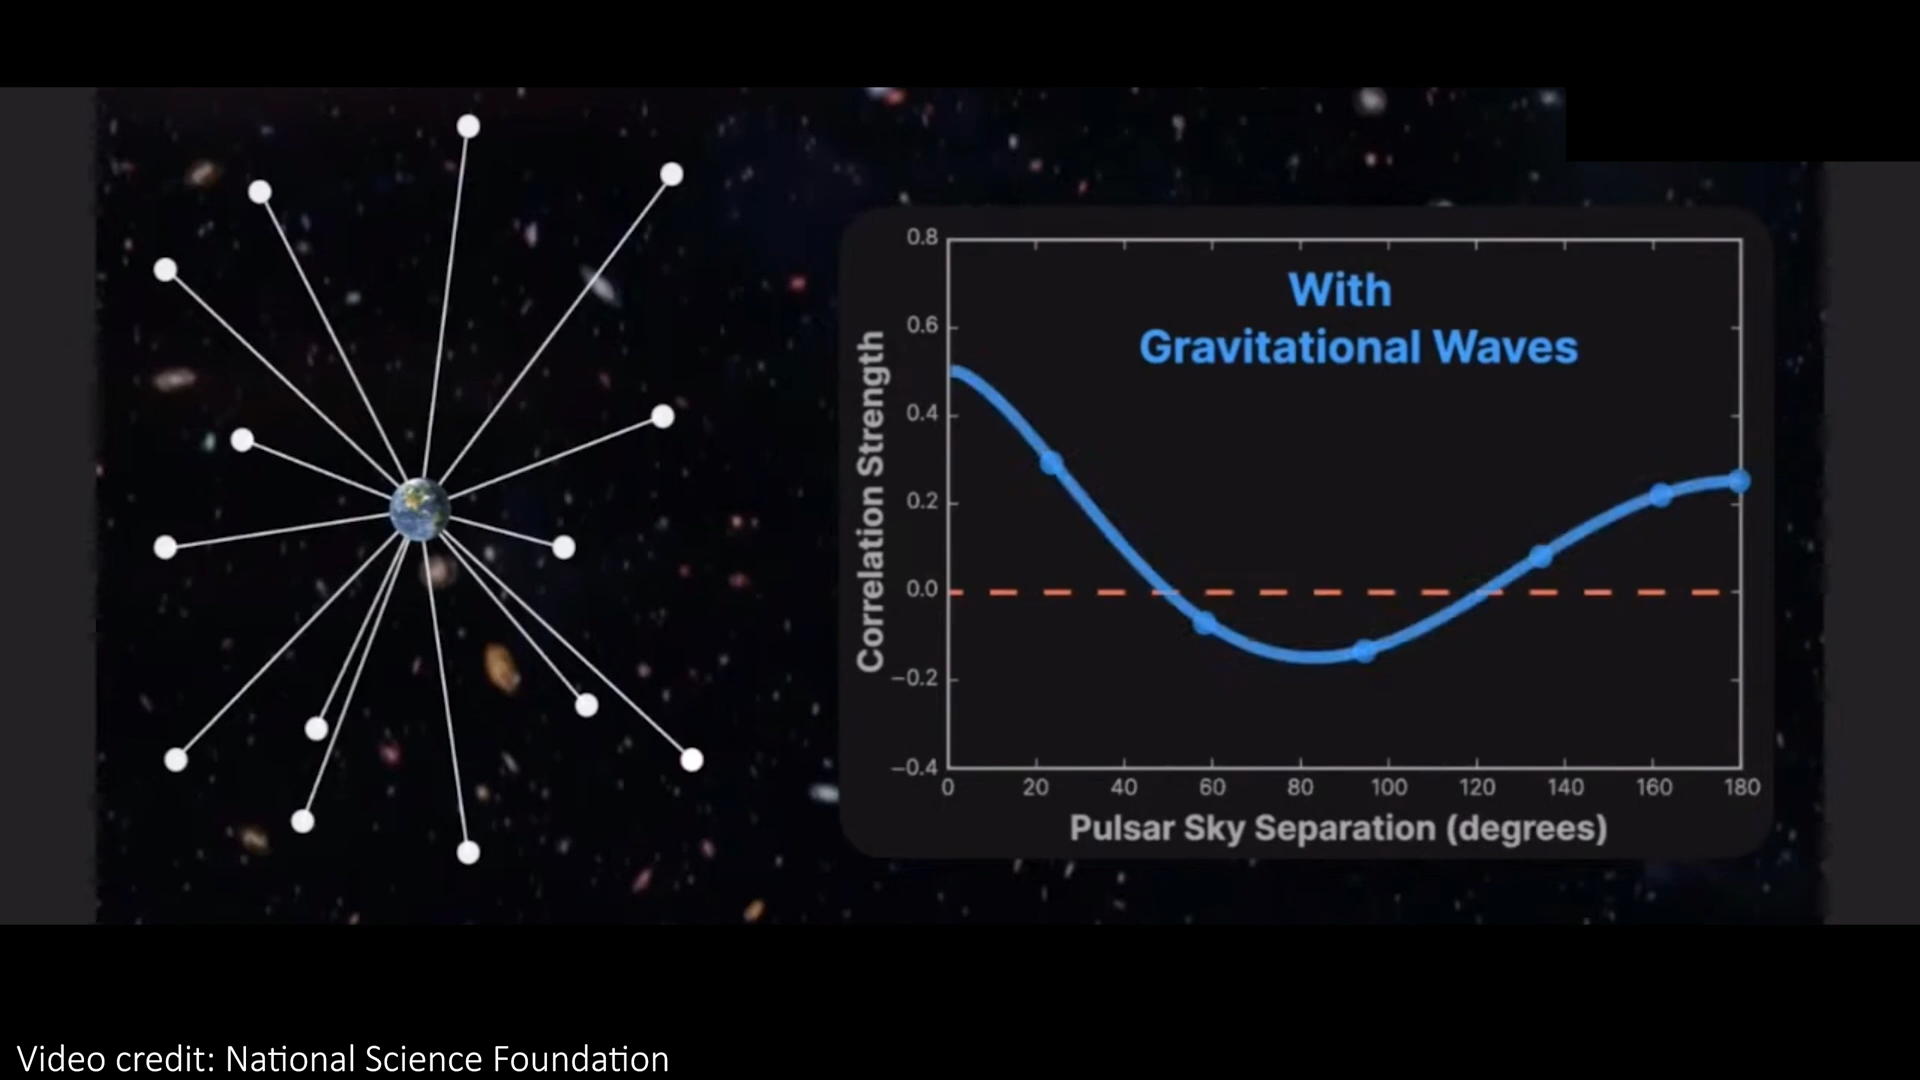 With
Gravitational Waves
Correlation Strength
0.8
0.6
0.4
0.2
0.0
−0.2
−0.4
0 20 40 60 80 100 120 140 160 180
Pulsar Sky Separation (degrees)
Video credit: National Science Foundation